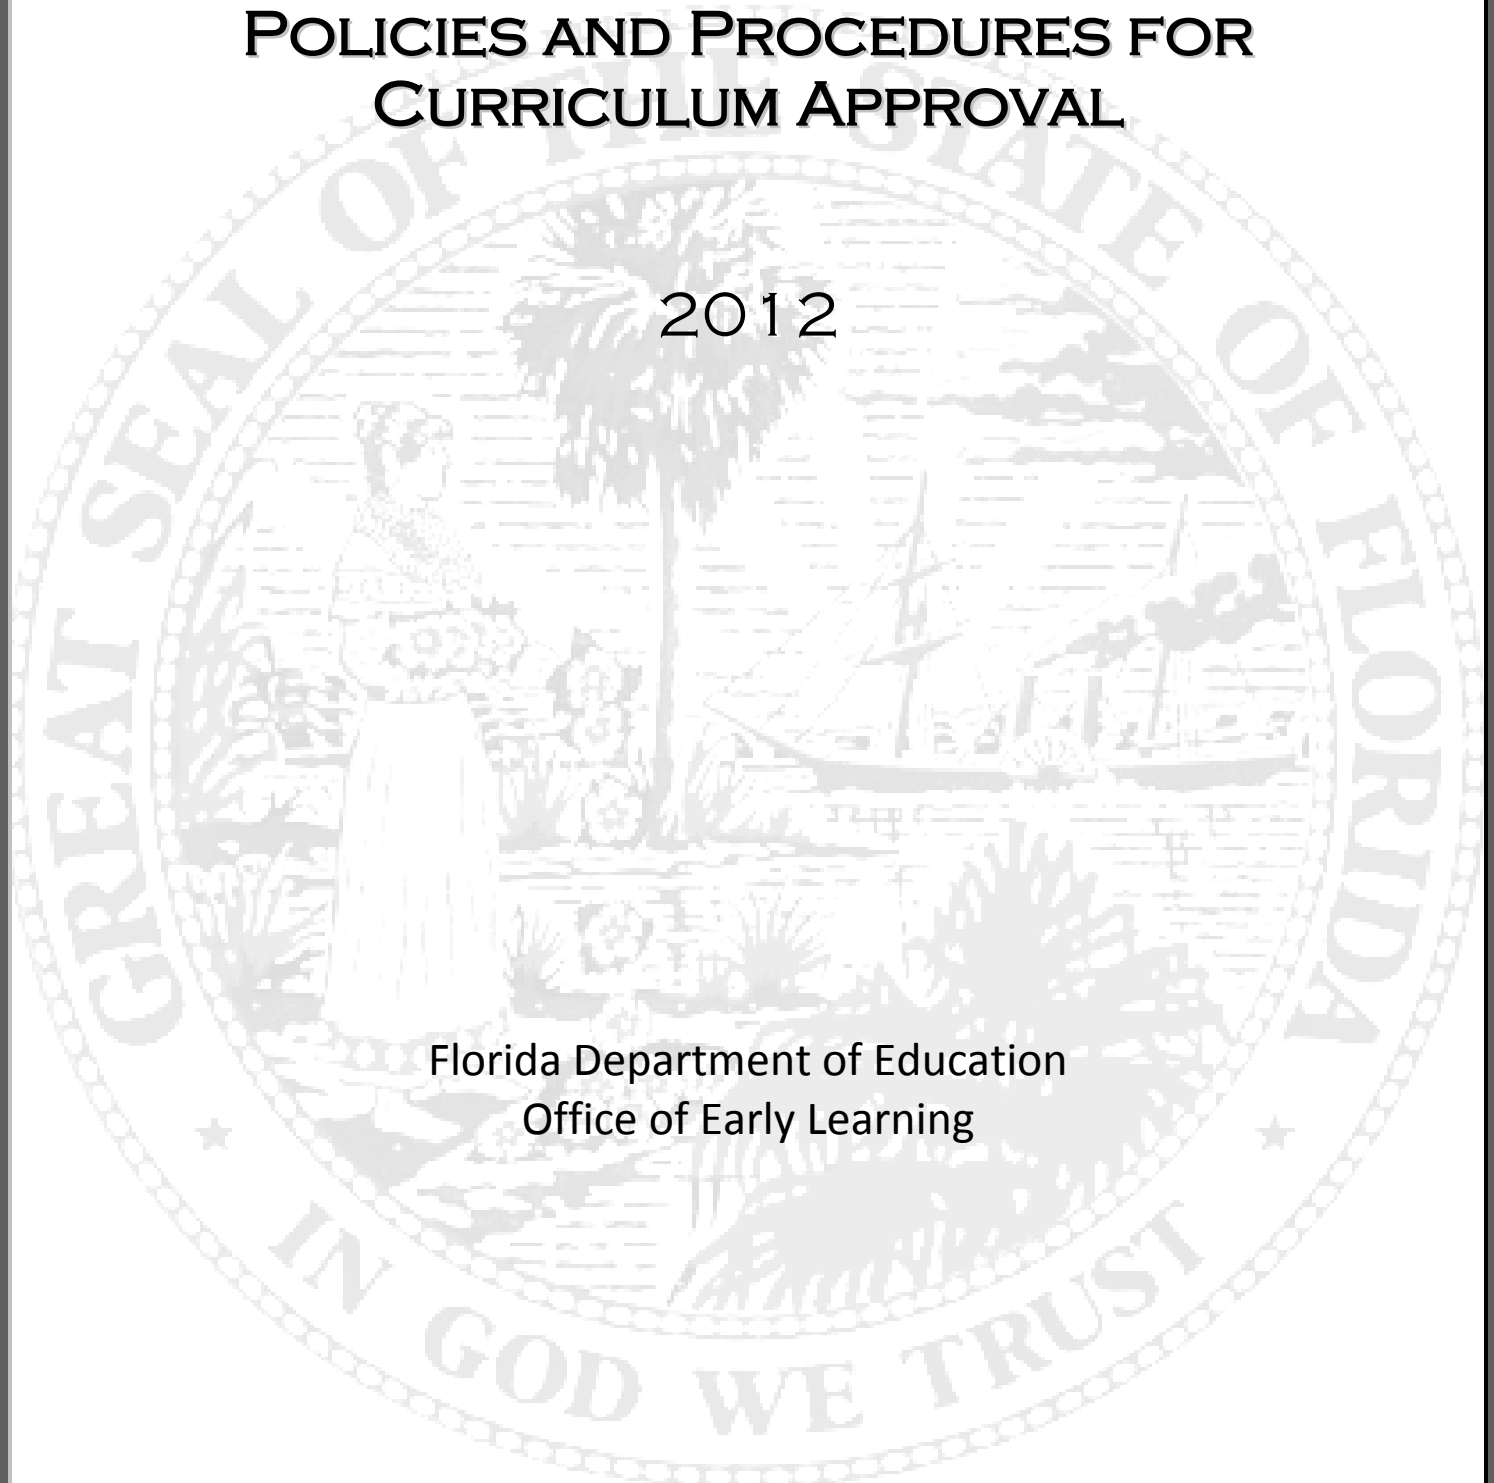 POLICIES AND PROCEDURES FOR
CURRICULUM APPROVAL
GREAT SEAL OF THE STATE OF FLORIDA
2012
Florida Department of Education
Office of Early Learning
IN GOD WE TRUST